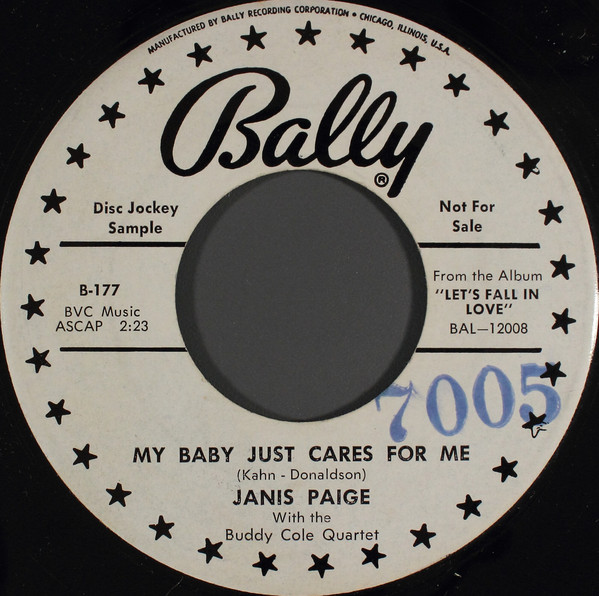 MANUFACTURED BY BALLY RECORDING CORPORATION • CHICAGO, ILLINOIS, U.S.A.
Bally®
Disc Jockey
Sample
Not For
Sale
B-177
BVC Music
ASCAP 2:23
From the Album
"LET'S FALL IN
LOVE"
BAL—12008
7005
MY BABY JUST CARES FOR ME
(Kahn - Donaldson)
JANIS PAIGE
With the
Buddy Cole Quartet